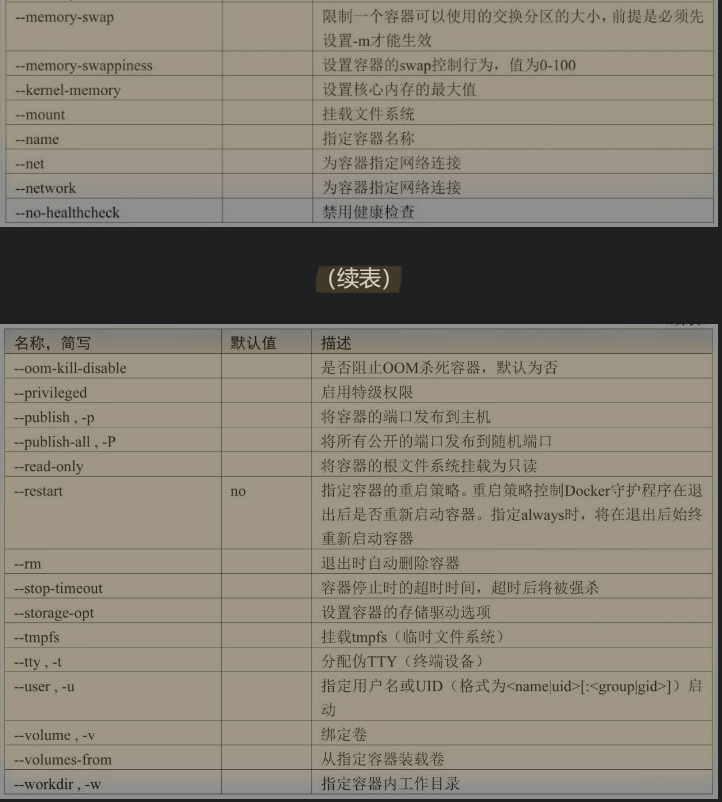 --memory-swap 限制一个容器可以使用的交换分区的大小，前提是必须先
设置-m才能生效
--memory-swappiness 设置容器的swap控制行为，值为0-100
--kernel-memory 设置核心内存的最大值
--mount 挂载文件系统
--name 指定容器名称
--net 为容器指定网络连接
--network 为容器指定网络连接
--no-healthcheck 禁用健康检查
（续表）
名称，简写 默认值 描述
--oom-kill-disable 是否阻止OOM杀死容器，默认为否
--privileged 启用特级权限
--publish , -p 将容器的端口发布到主机
--publish-all , -P 将所有公开的端口发布到随机端口
--read-only 将容器的根文件系统挂载为只读
--restart no 指定容器的重启策略。重启策略控制Docker守护程序在退
出后是否重新启动容器。指定always时，将在退出后始终
重新启动容器
--rm 退出时自动删除容器
--stop-timeout 容器停止时的超时时间，超时后将被强杀
--storage-opt 设置容器的存储驱动选项
--tmpfs 挂载tmpfs（临时文件系统）
--tty , -t 分配伪TTY（终端设备）
--user , -u 指定用户名或UID（格式为<name|uid>[:<group|gid>]）启
动
--volume , -v 绑定卷
--volumes-from 从指定容器装载卷
--workdir , -w 指定容器内工作目录